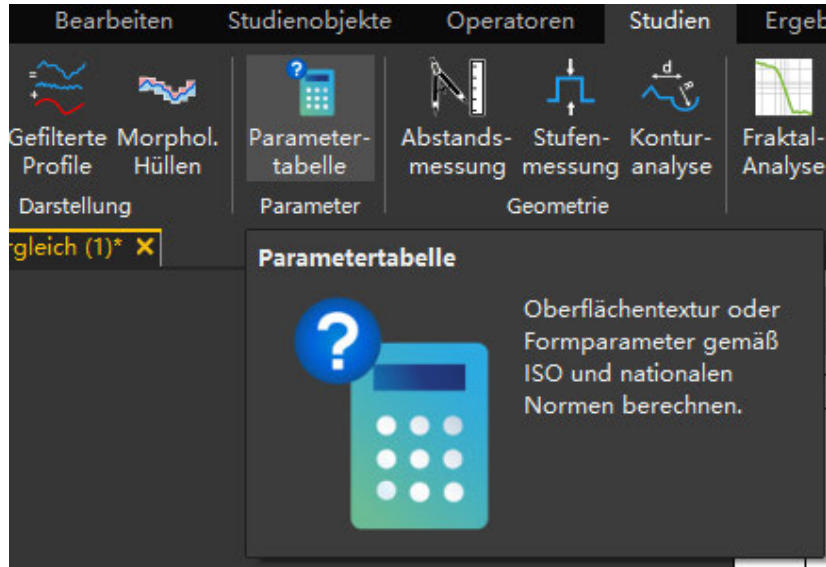 Bearbeiten Studienobjekte Operatoren Studien Ergeb
Gefilterte Profile
Morphol. Hüllen
Parameter-
tabelle
Abstands-
messung
Stufen-
messung
Kontur-
analyse
Fraktal-
Analyse
Darstellung Parameter Geometrie
rgleich (1)*
Parametertabelle
Oberflächentextur oder
Formparameter gemäß
ISO und nationalen
Normen berechnen.